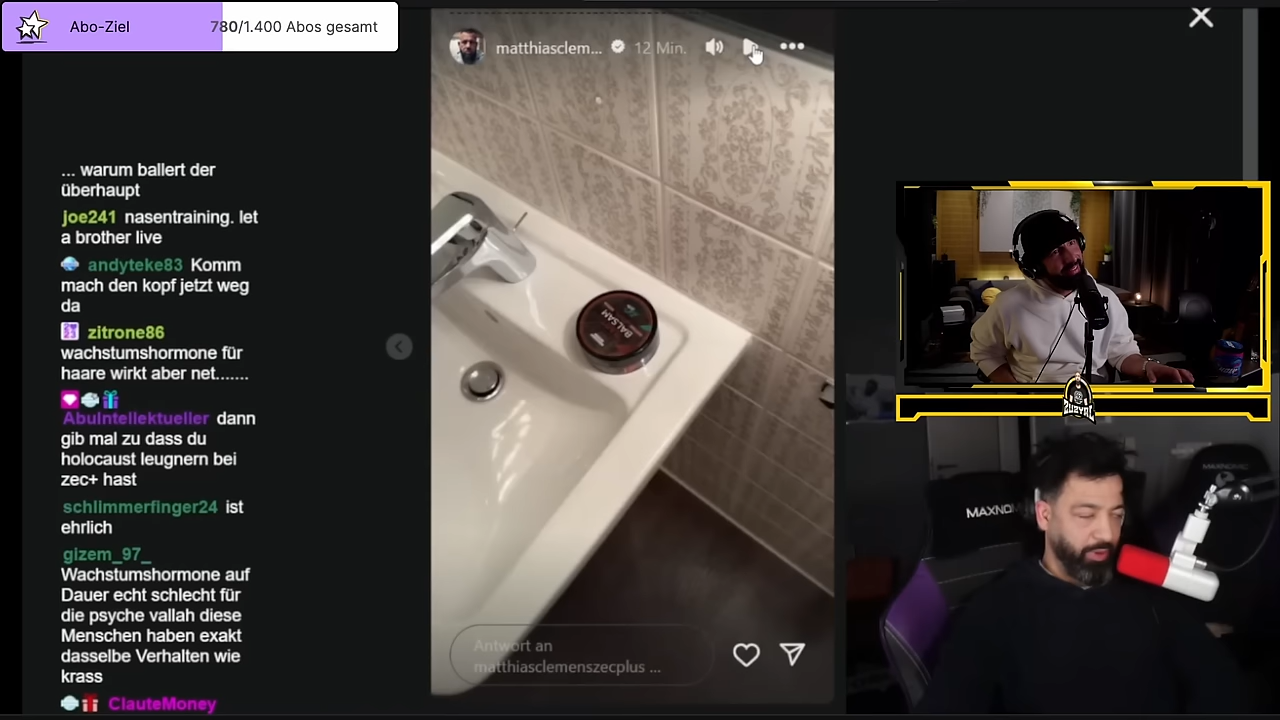 Abo-Ziel 780/1.400 Abos gesamt
matthiasclem... 12 Min.
... warum ballert der
überhaupt
joe241 nasentraining. let
a brother live
andyteke83 Komm
mach den kopf jetzt weg
da
zitrone86
wachstumshormone für
haare wirkt aber net.......
AbuIntellektueller dann
gib mal zu dass du
holocaust leugnern bei
zec+ hast
schlimmerfinger24 ist
ehrlich
gizem_97_
Wachstumshormone auf
Dauer echt schlecht für
die psyche vallah diese
Menschen haben exakt
dasselbe Verhalten wie
krass
ClauteMoney
BALSAM
Antwort an
matthiasclemenszecplus ...
MAXNOMIC